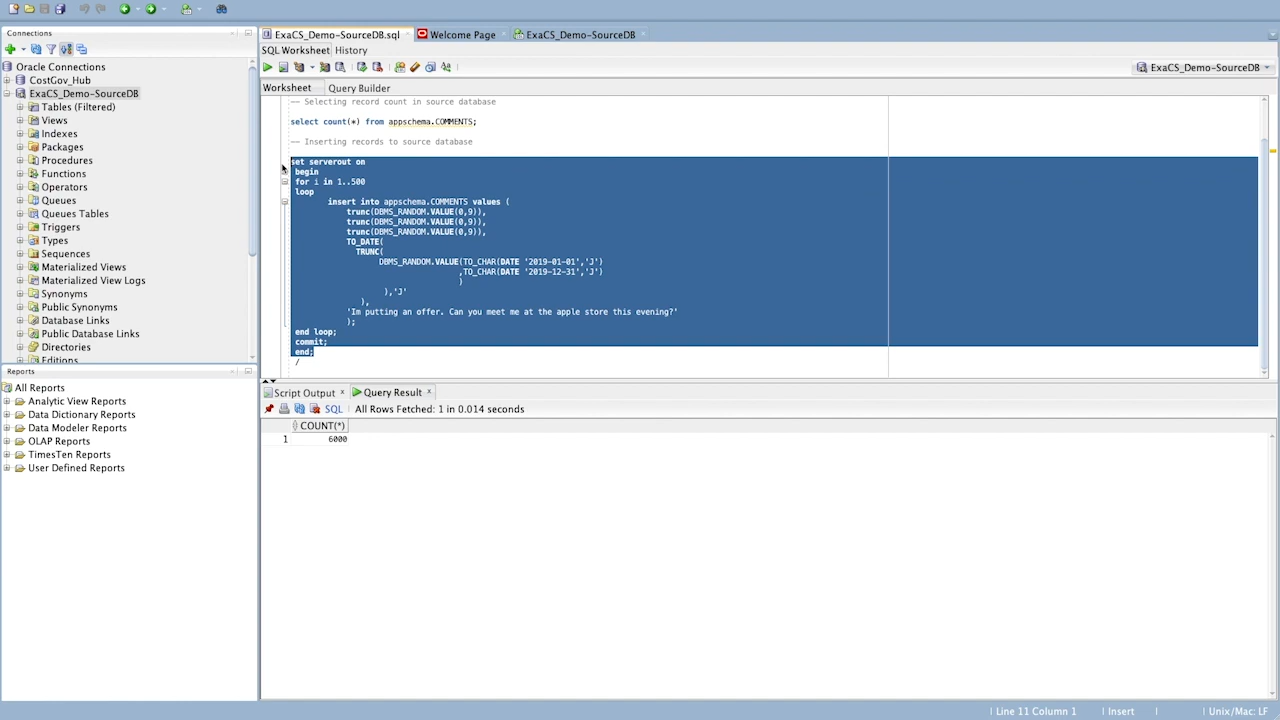 Connections
Oracle Connections
CostGov_Hub
ExaCS_Demo-SourceDB
Tables (Filtered)
Views
Indexes
Packages
Procedures
Functions
Operators
Queues
Queues Tables
Triggers
Types
Sequences
Materialized Views
Materialized View Logs
Synonyms
Public Synonyms
Database Links
Public Database Links
Directories
Editions
Reports
All Reports
Analytic View Reports
Data Dictionary Reports
Data Modeler Reports
OLAP Reports
TimesTen Reports
User Defined Reports
ExaCS_Demo-SourceDB.sql
Welcome Page
ExaCS_Demo-SourceDB
SQL Worksheet
History
ExaCS_Demo-SourceDB
Worksheet
Query Builder
-- Selecting record count in source database
select count(*) from appschema.COMMENTS;
-- Inserting records to source database
set serverout on
begin
for i in 1..500
loop
insert into appschema.COMMENTS values (
trunc(DBMS_RANDOM.VALUE(0,9)),
trunc(DBMS_RANDOM.VALUE(0,9)),
trunc(DBMS_RANDOM.VALUE(0,9)),
TO_DATE(
TRUNC(
DBMS_RANDOM.VALUE(TO_CHAR(DATE '2019-01-01','J')
,TO_CHAR(DATE '2019-12-31','J')
)
),'J'
),
'Im putting an offer. Can you meet me at the apple store this evening?'
);
end loop;
commit;
end;
/
Script Output
Query Result
SQL
All Rows Fetched: 1 in 0.014 seconds
COUNT(*)
1 6000
Line 11 Column 1
Insert
Unix/Mac: LF